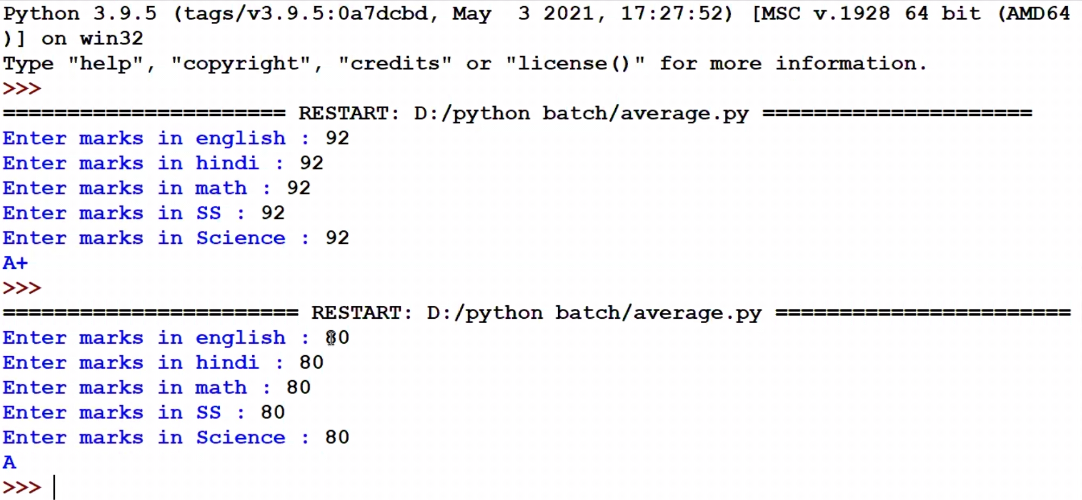 Python 3.9.5 (tags/v3.9.5:0a7dcbd, May  3 2021, 17:27:52) [MSC v.1928 64 bit (AMD64
)] on win32
Type "help", "copyright", "credits" or "license()" for more information.
>>>
====================== RESTART: D:/python batch/average.py =====================
Enter marks in english : 92
Enter marks in hindi : 92
Enter marks in math : 92
Enter marks in SS : 92
Enter marks in Science : 92
A+
>>>
======================= RESTART: D:/python batch/average.py =======================
Enter marks in english : 80
Enter marks in hindi : 80
Enter marks in math : 80
Enter marks in SS : 80
Enter marks in Science : 80
A
>>>